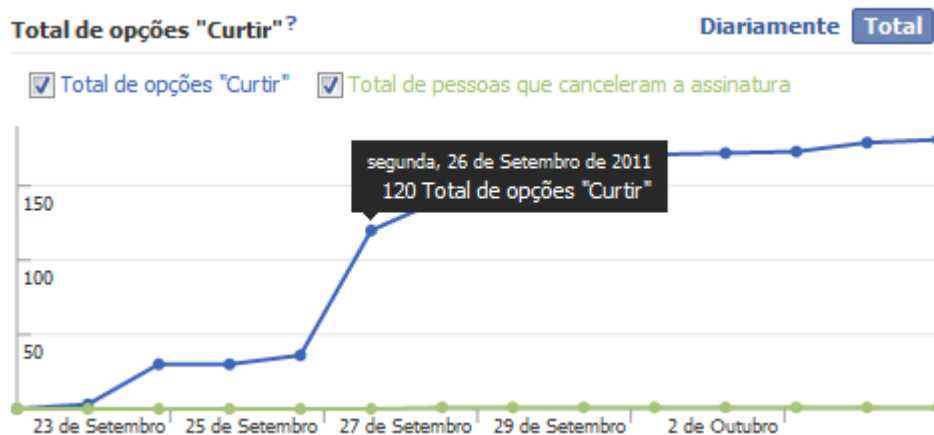 Total de opções "Curtir" ?
Diariamente Total
Total de opções "Curtir" Total de pessoas que canceleram a assinatura
segunda, 26 de Setembro de 2011
120 Total de opções "Curtir"
150
100
50
23 de Setembro 25 de Setembro 27 de Setembro 29 de Setembro 2 de Outubro